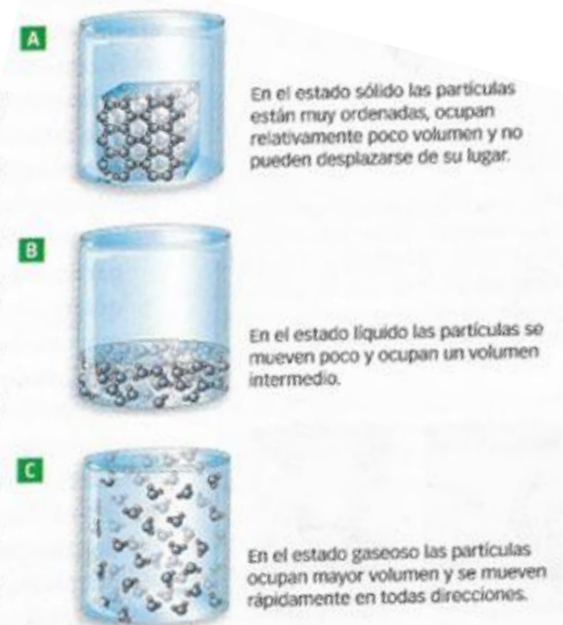 A
En el estado sólido las partículas
están muy ordenadas, ocupan
relativamente poco volumen y no
pueden desplazarse de su lugar.
B
En el estado líquido las partículas se
mueven poco y ocupan un volumen
intermedio.
C
En el estado gaseoso las partículas
ocupan mayor volumen y se mueven
rápidamente en todas direcciones.